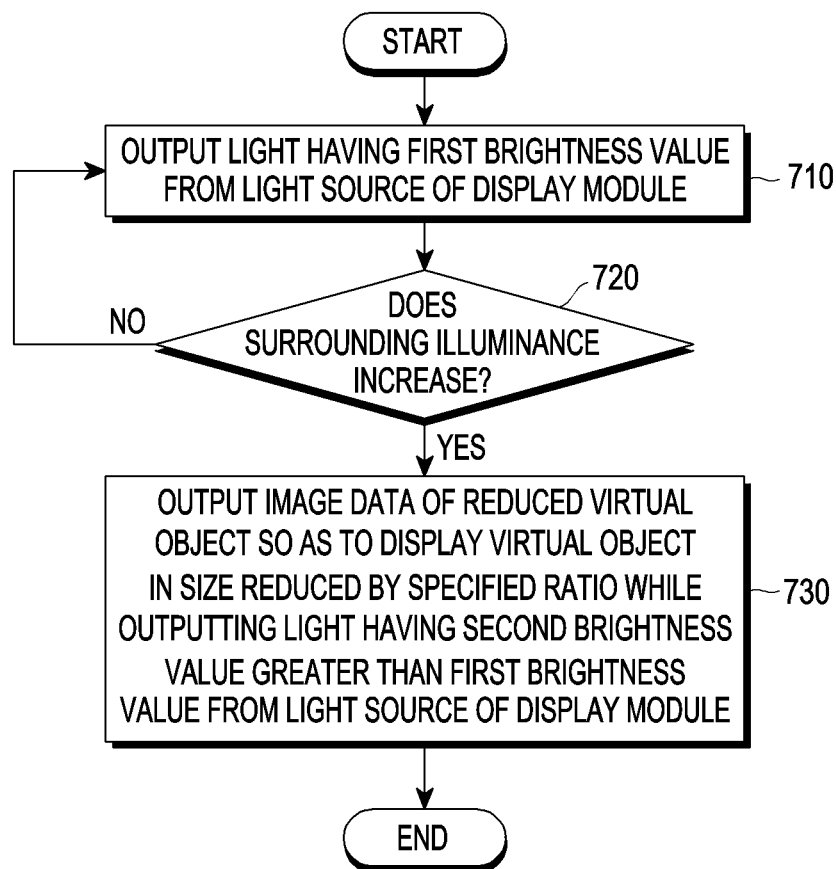 START
OUTPUT LIGHT HAVING FIRST BRIGHTNESS VALUE
FROM LIGHT SOURCE OF DISPLAY MODULE
710
720
DOES
SURROUNDING ILLUMINANCE
INCREASE?
NO
YES
OUTPUT IMAGE DATA OF REDUCED VIRTUAL
OBJECT SO AS TO DISPLAY VIRTUAL OBJECT
IN SIZE REDUCED BY SPECIFIED RATIO WHILE
OUTPUTTING LIGHT HAVING SECOND BRIGHTNESS
VALUE GREATER THAN FIRST BRIGHTNESS
VALUE FROM LIGHT SOURCE OF DISPLAY MODULE
730
END